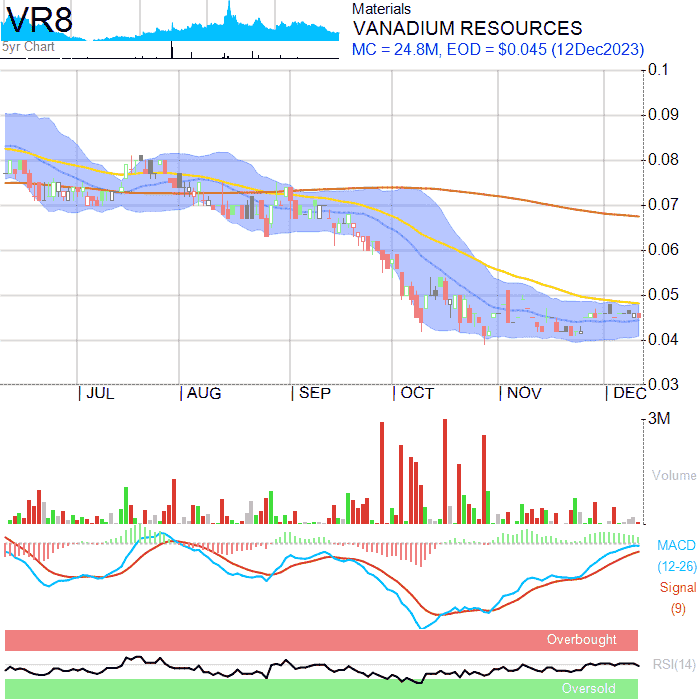 VR8
5yr Chart
Materials
VANADIUM RESOURCES
MC = 24.8M, EOD = $0.045 (12Dec2023)
0.1
0.09
0.08
0.07
0.06
0.05
0.04
0.03
JUL AUG SEP OCT NOV DEC
3M
Volume
MACD
(12-26)
Signal
(9)
Overbought
RSI(14)
Oversold